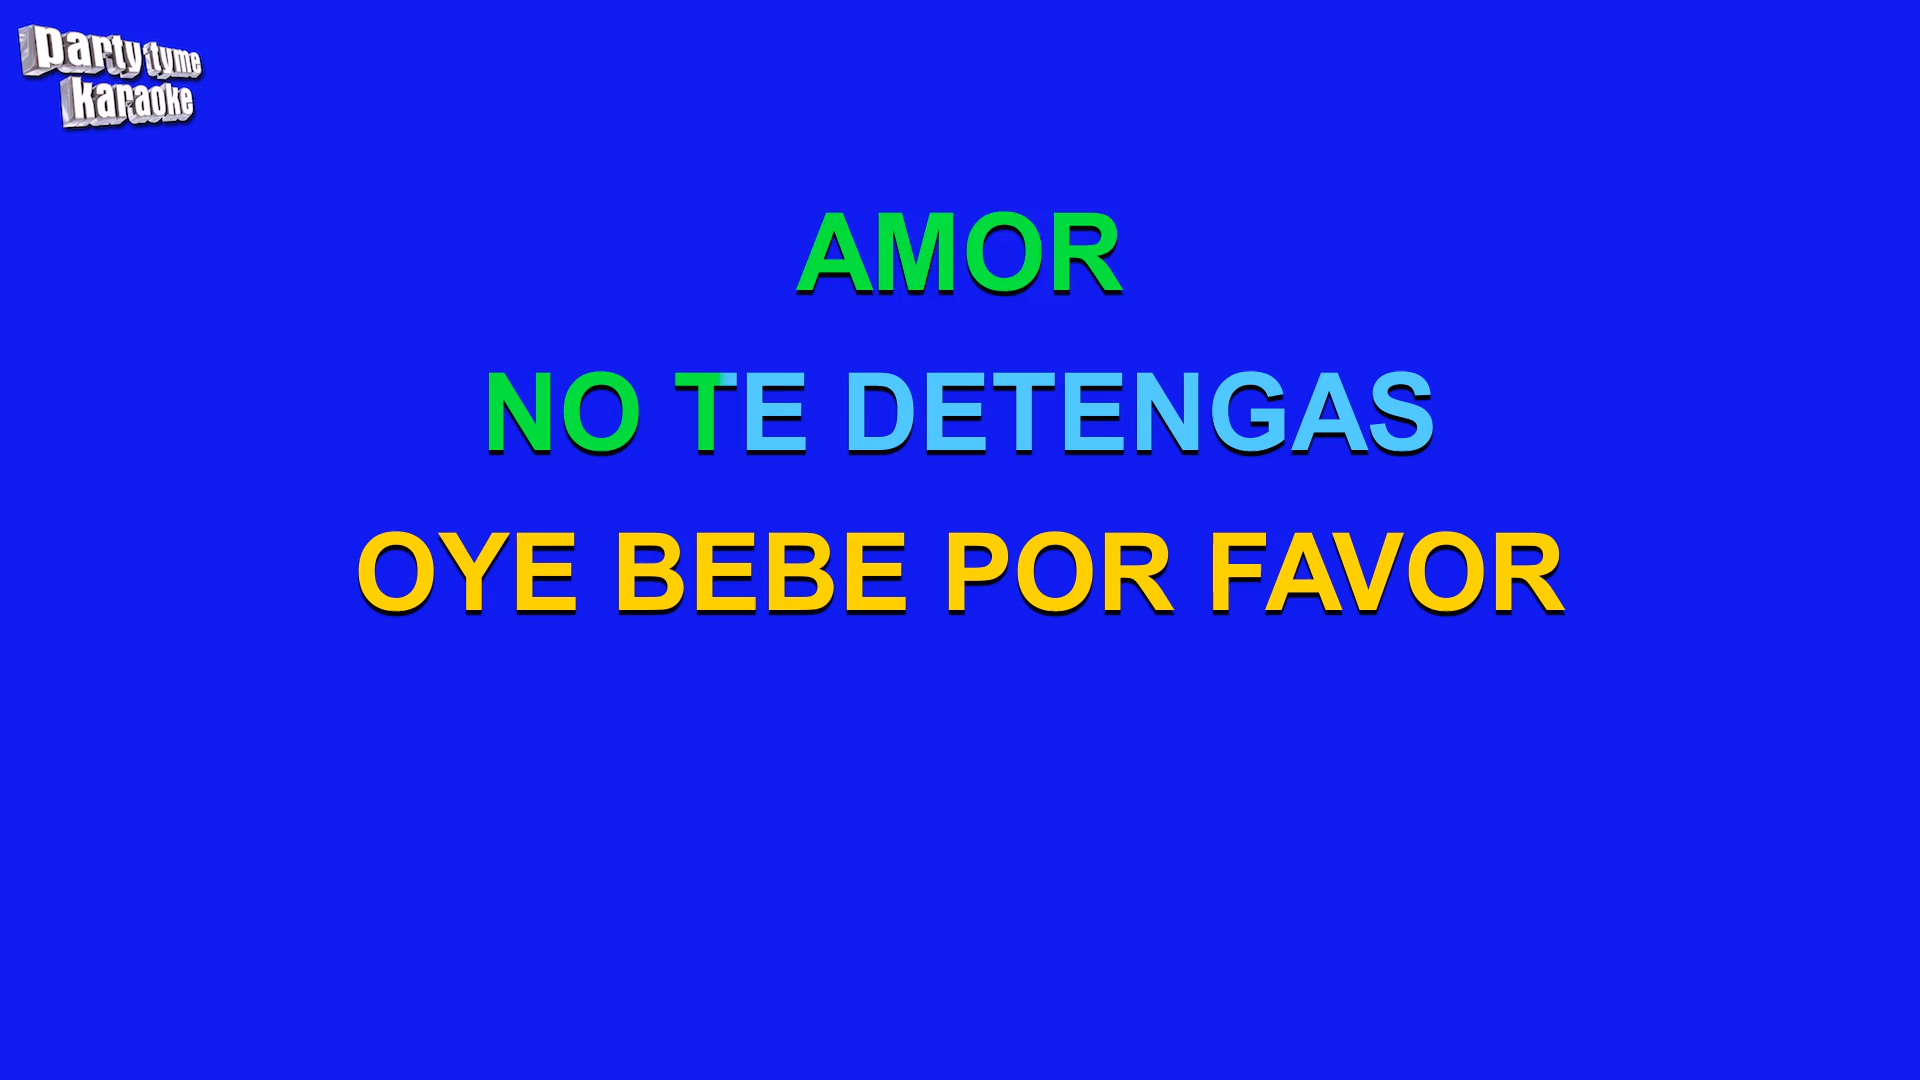 party tyme
karaoke
AMOR
NO TE DETENGAS
OYE BEBE POR FAVOR